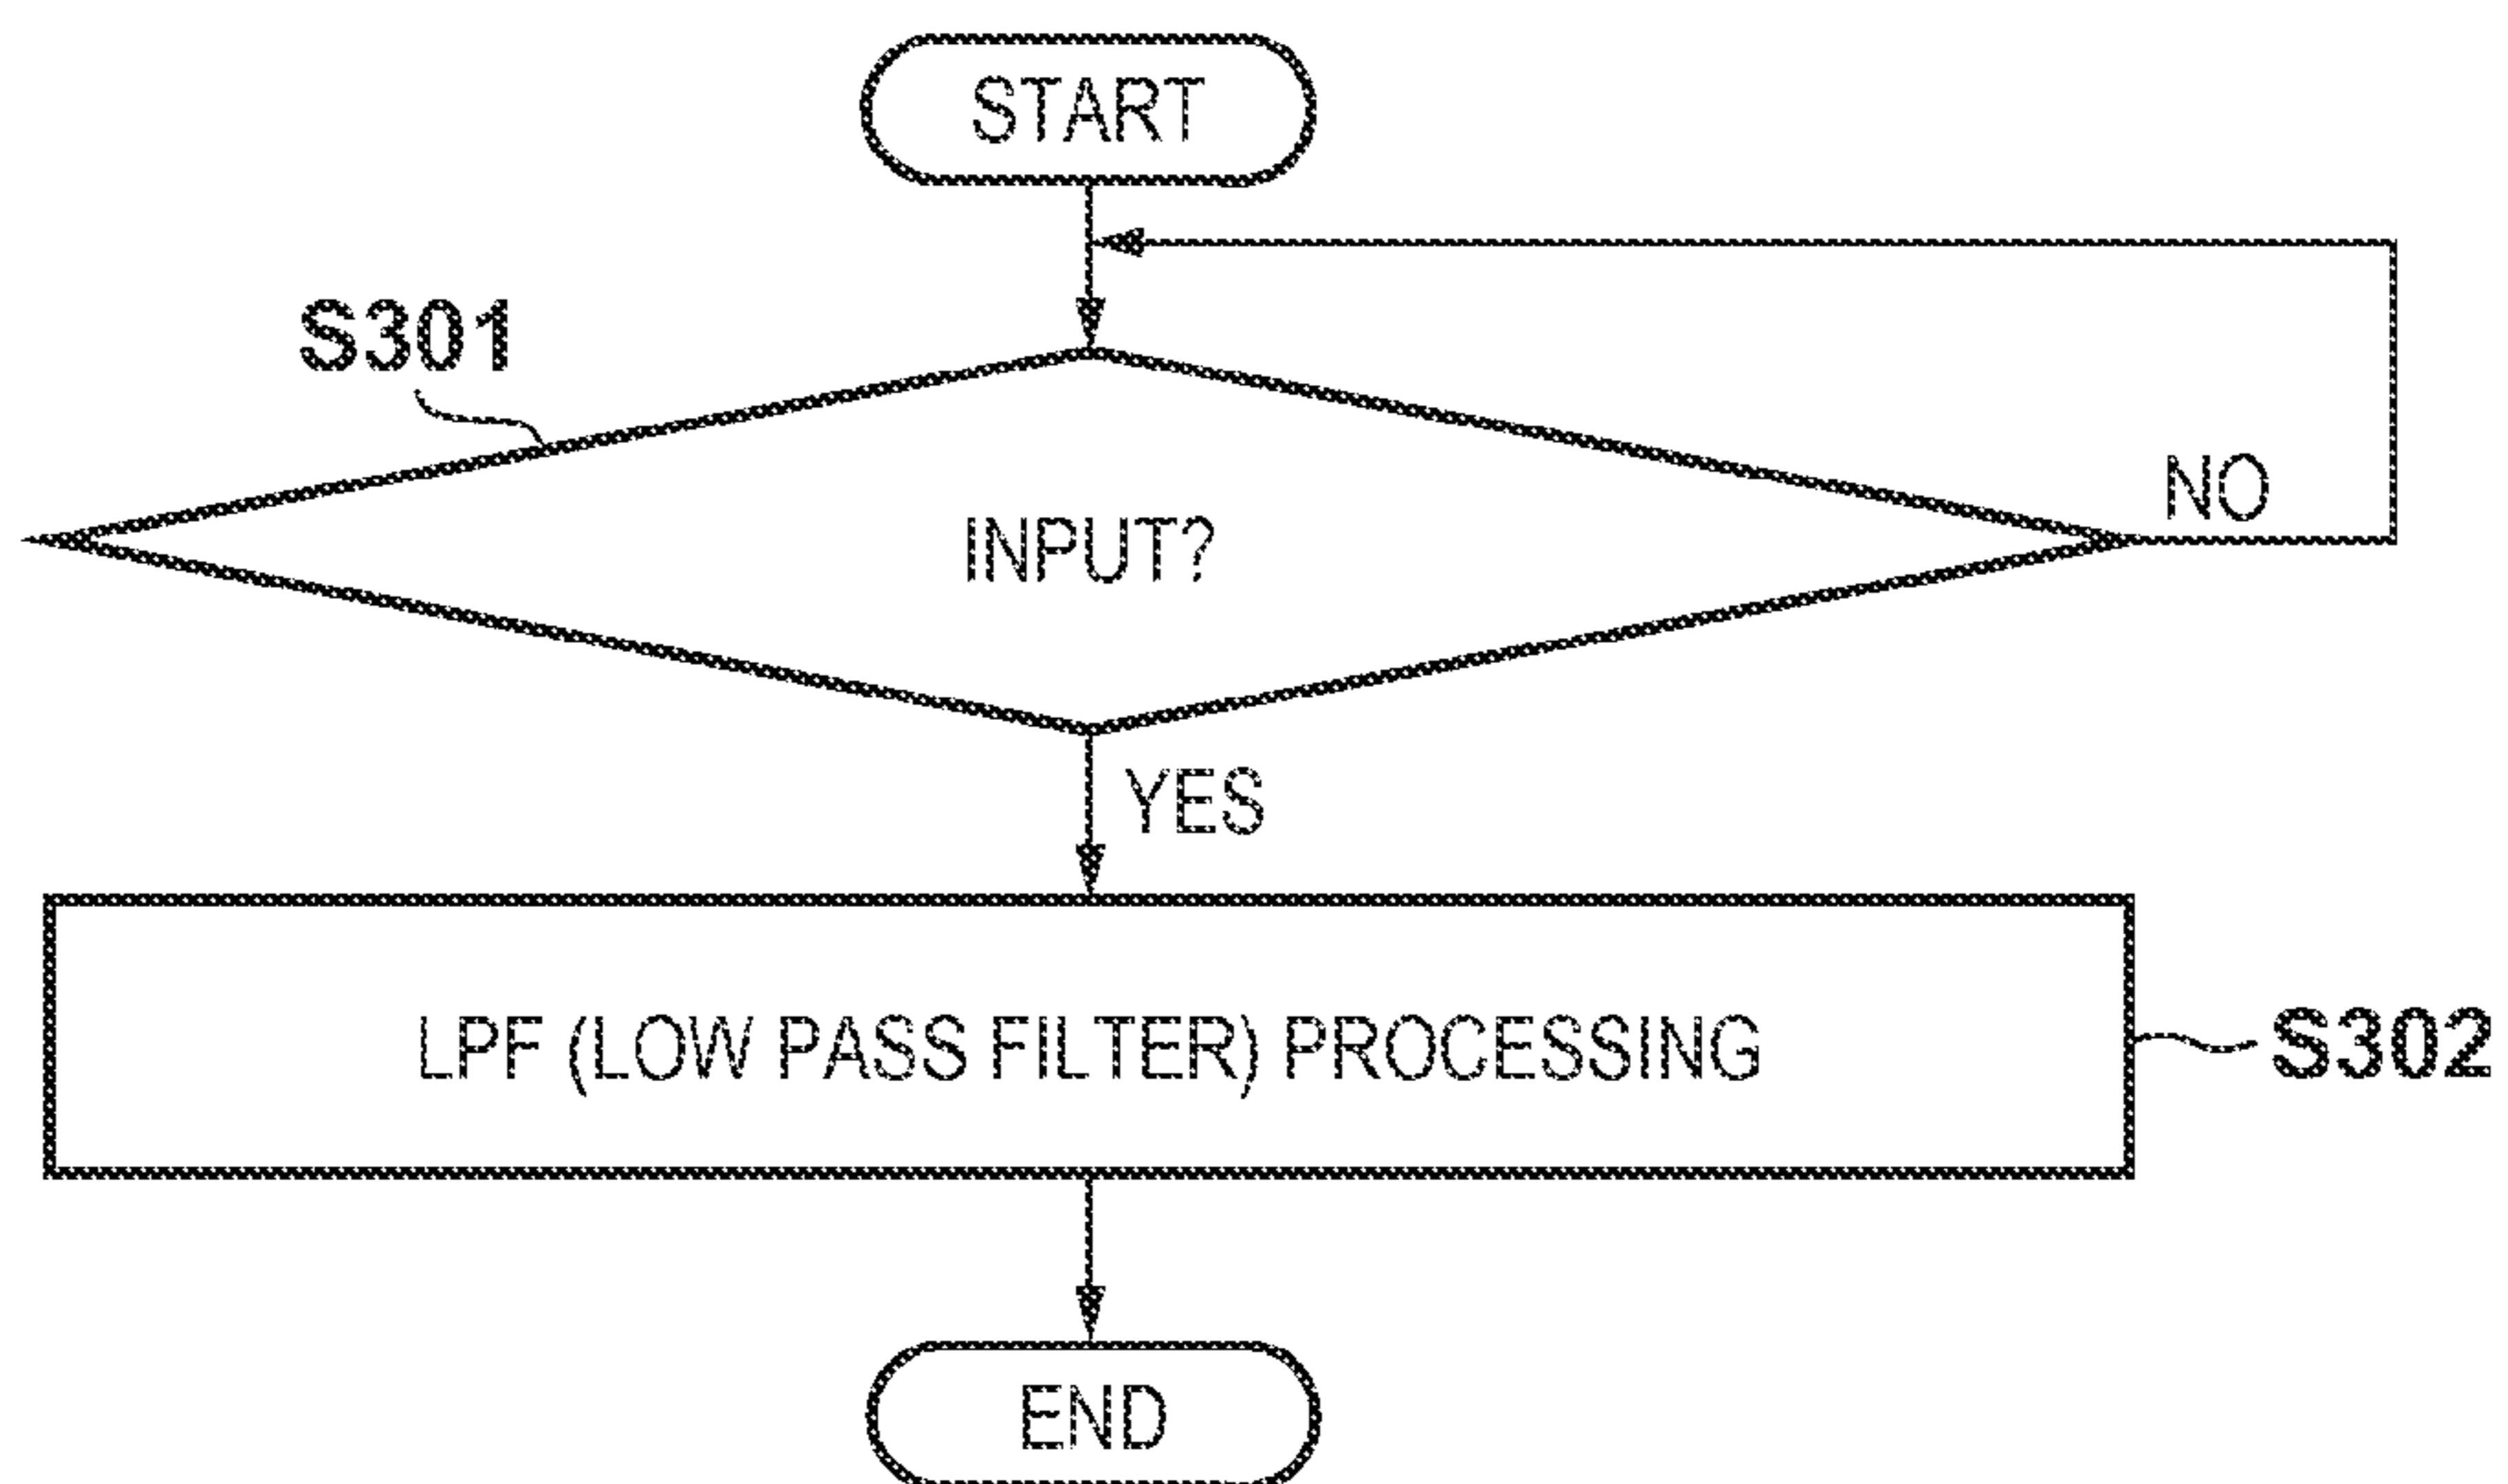 START
S301
NO
INPUT?
YES
LPF (LOW PASS FILTER) PROCESSING
S302
END